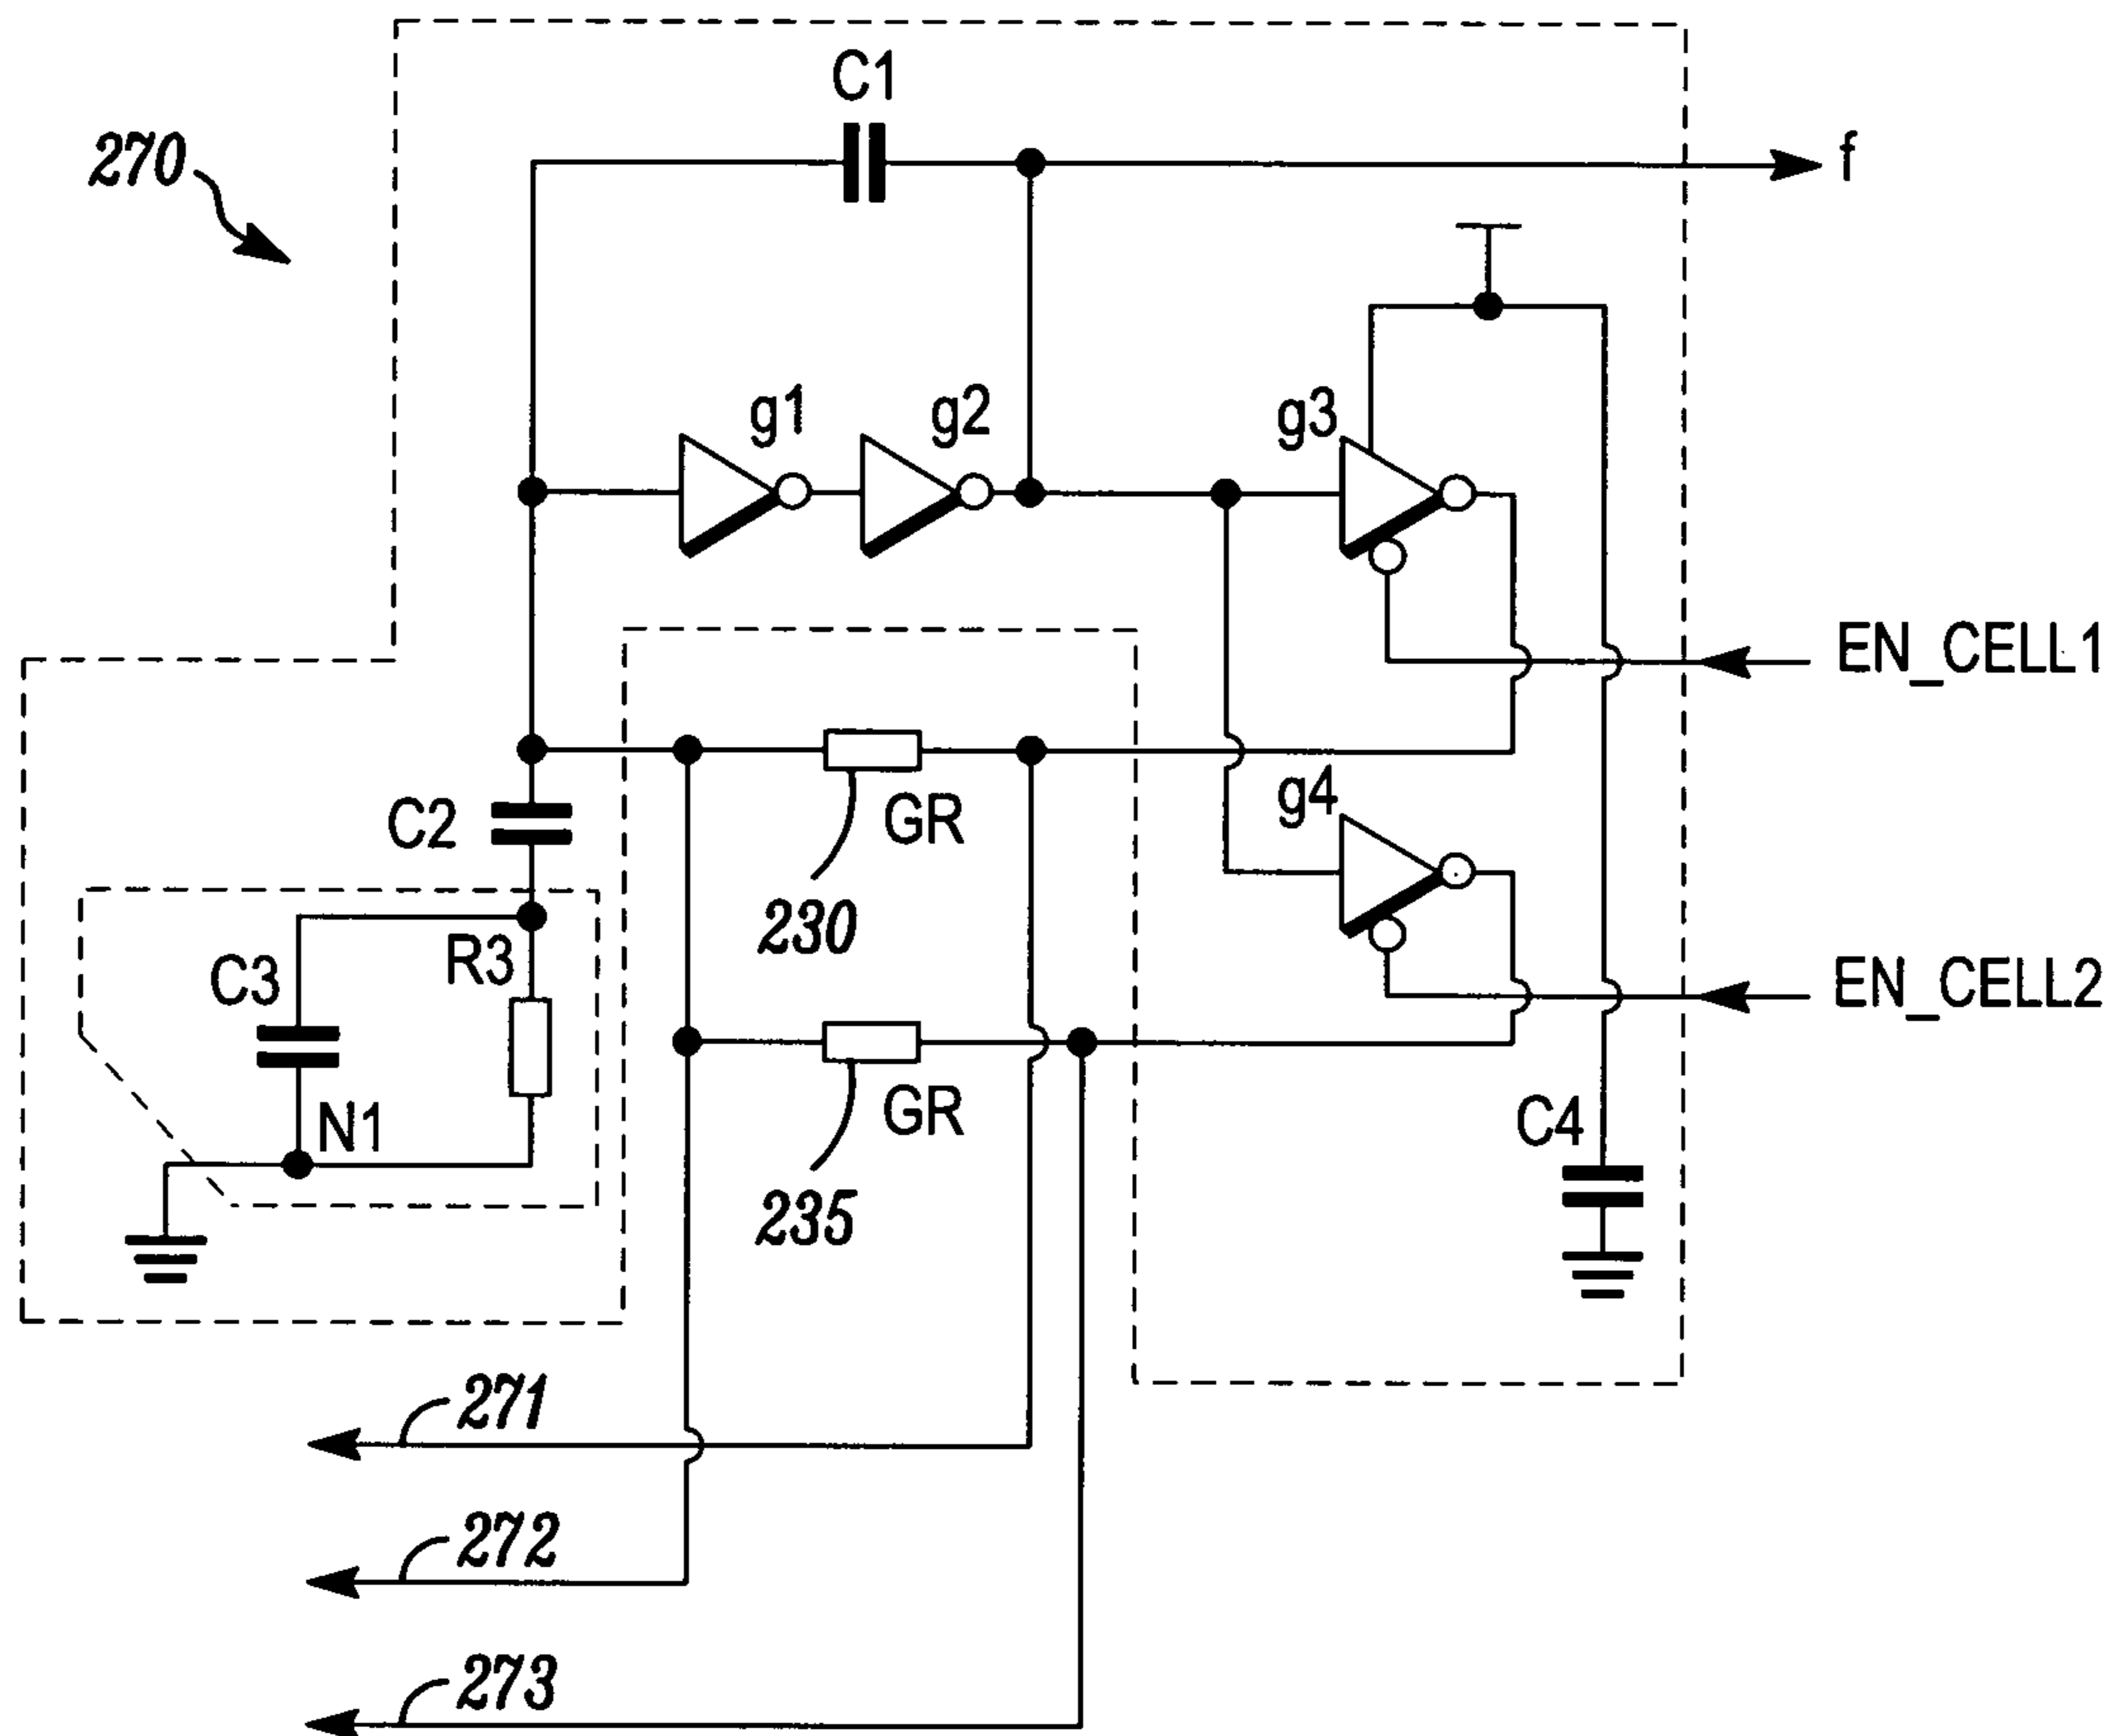 C1
270
f
g1
g2
g3
EN_CELL1
C2
GR
g4
230
R3
C3
EN_CELL2
GR
N1
C4
235
271
272
273